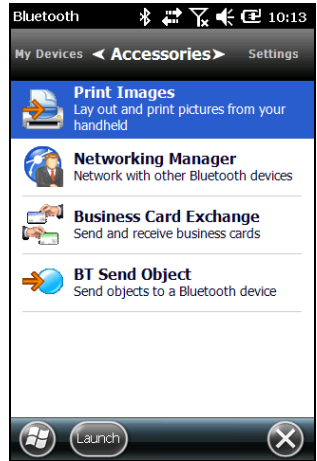 Bluetooth 10:13
My Devices Accessories Settings
Print Images
Lay out and print pictures from your
handheld
Networking Manager
Network with other Bluetooth devices
Business Card Exchange
Send and receive business cards
BT Send Object
Send objects to a Bluetooth device
Launch